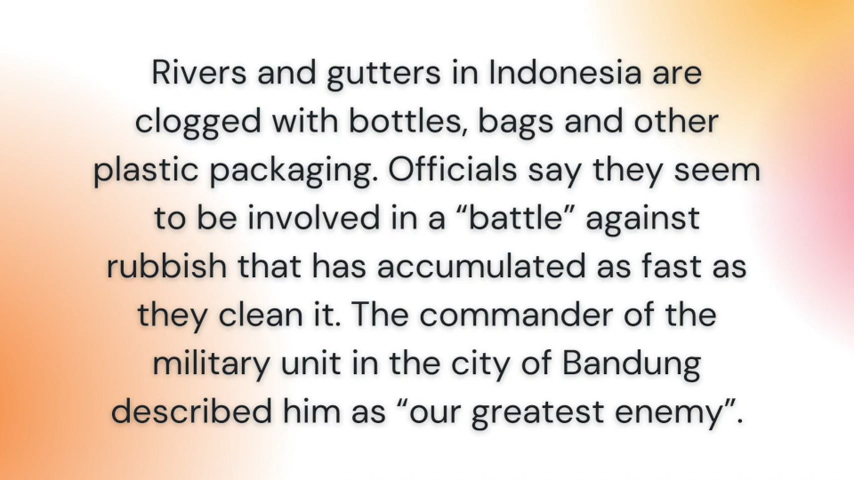 Rivers and gutters in Indonesia are
clogged with bottles, bags and other
plastic packaging. Officials say they seem
to be involved in a “battle” against
rubbish that has accumulated as fast as
they clean it. The commander of the
military unit in the city of Bandung
described him as “our greatest enemy”.